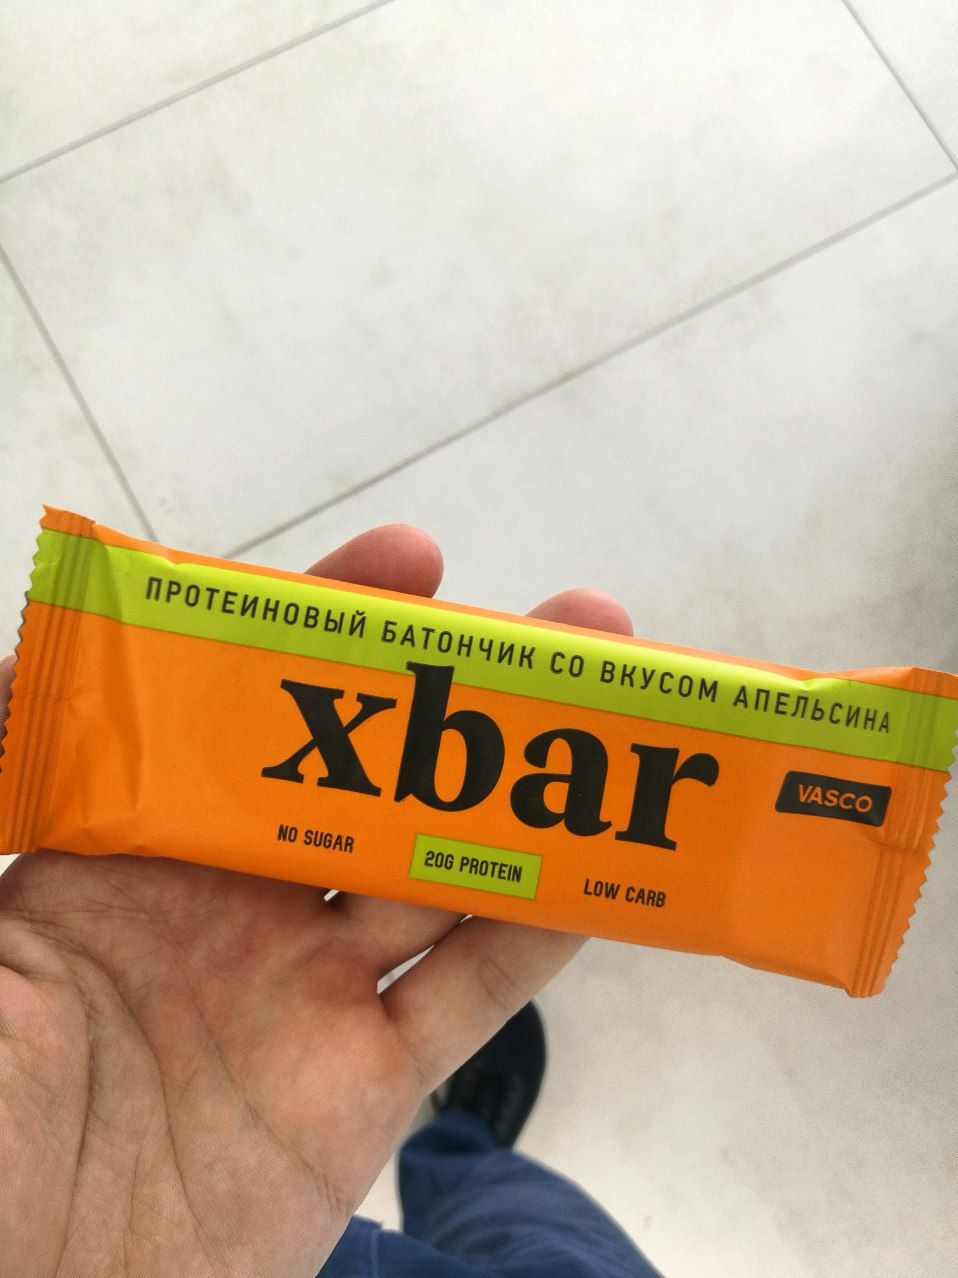 ПРОТЕИНОВЫЙ БАТОНЧИК СО ВКУСОМ АПЕЛЬСИНА
xbar
VASCO
NO SUGAR
20G PROTEIN
LOW CARB